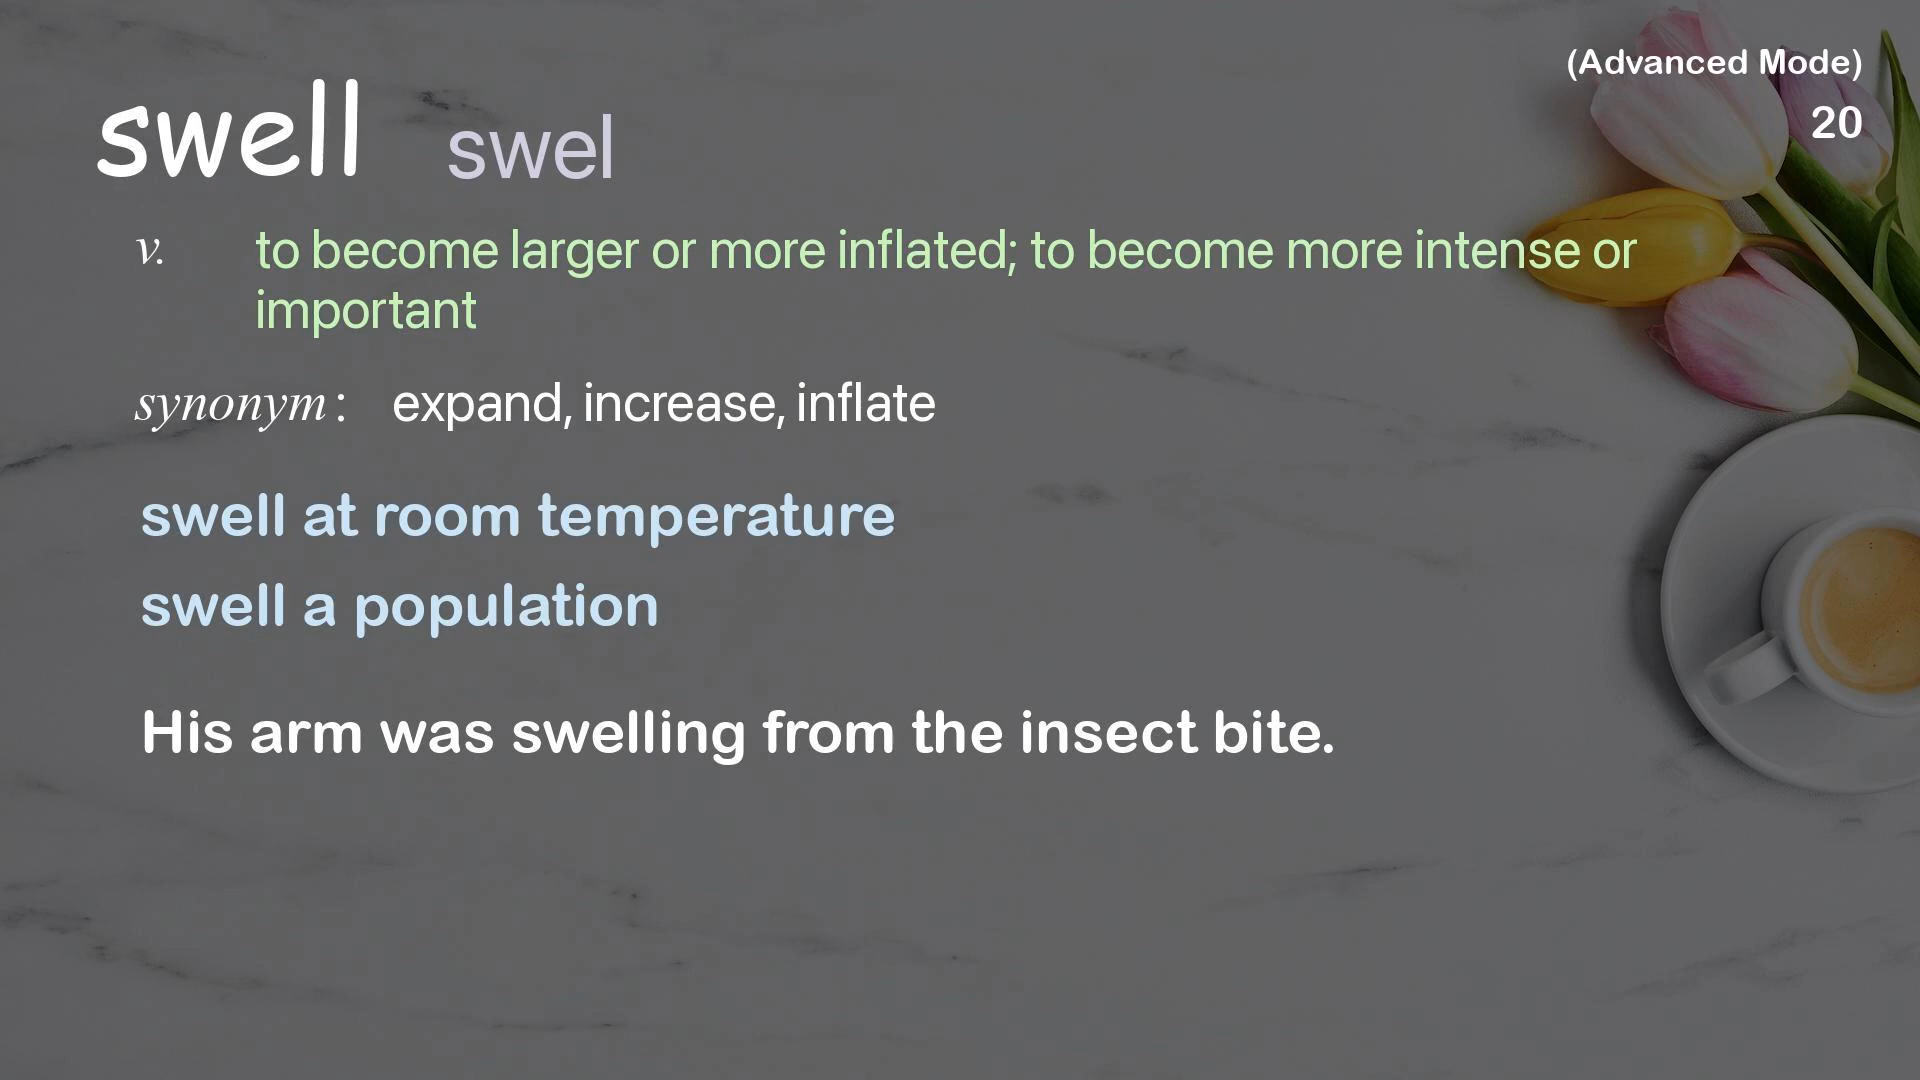 (Advanced Mode)
20
swell swel
v. to become larger or more inflated; to become more intense or
important
synonym: expand, increase, inflate
swell at room temperature
swell a population
His arm was swelling from the insect bite.